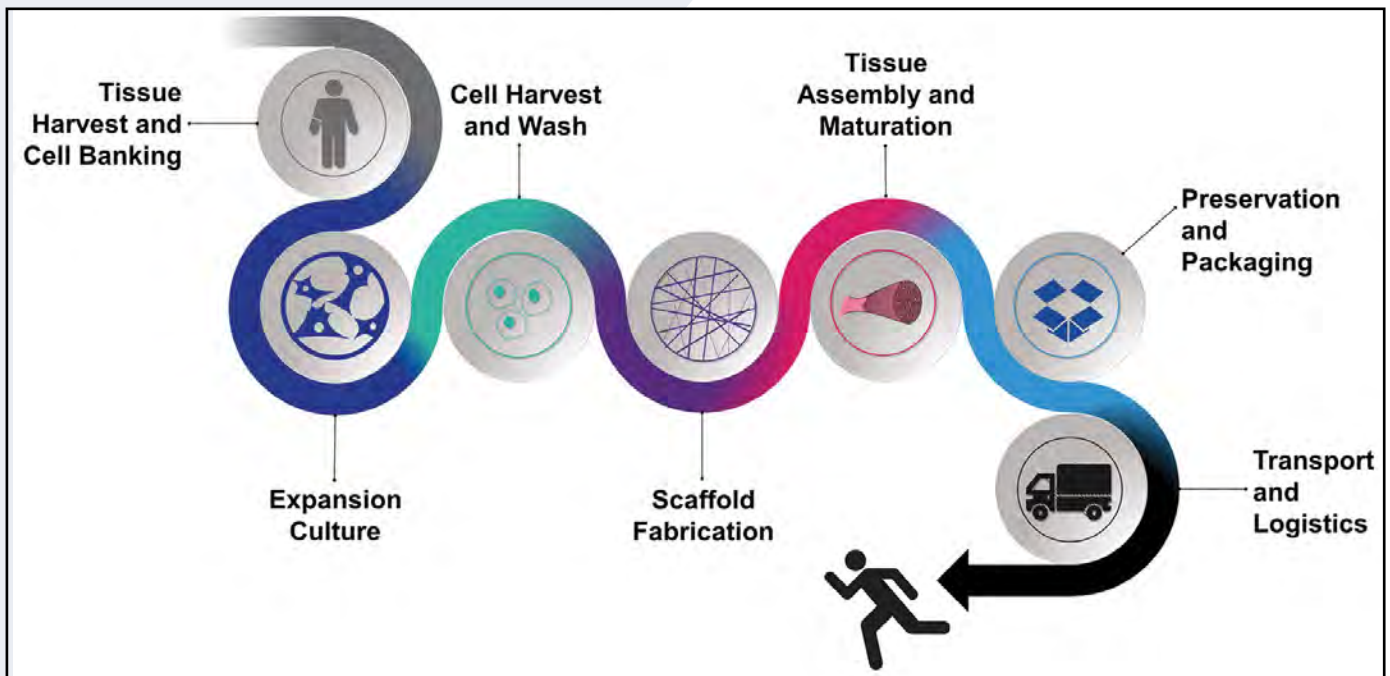 Tissue
Harvest and
Cell Banking
Expansion
Culture
Cell Harvest
and Wash
Scaffold
Fabrication
Tissue
Assembly and
Maturation
Preservation
and
Packaging
Transport
and
Logistics